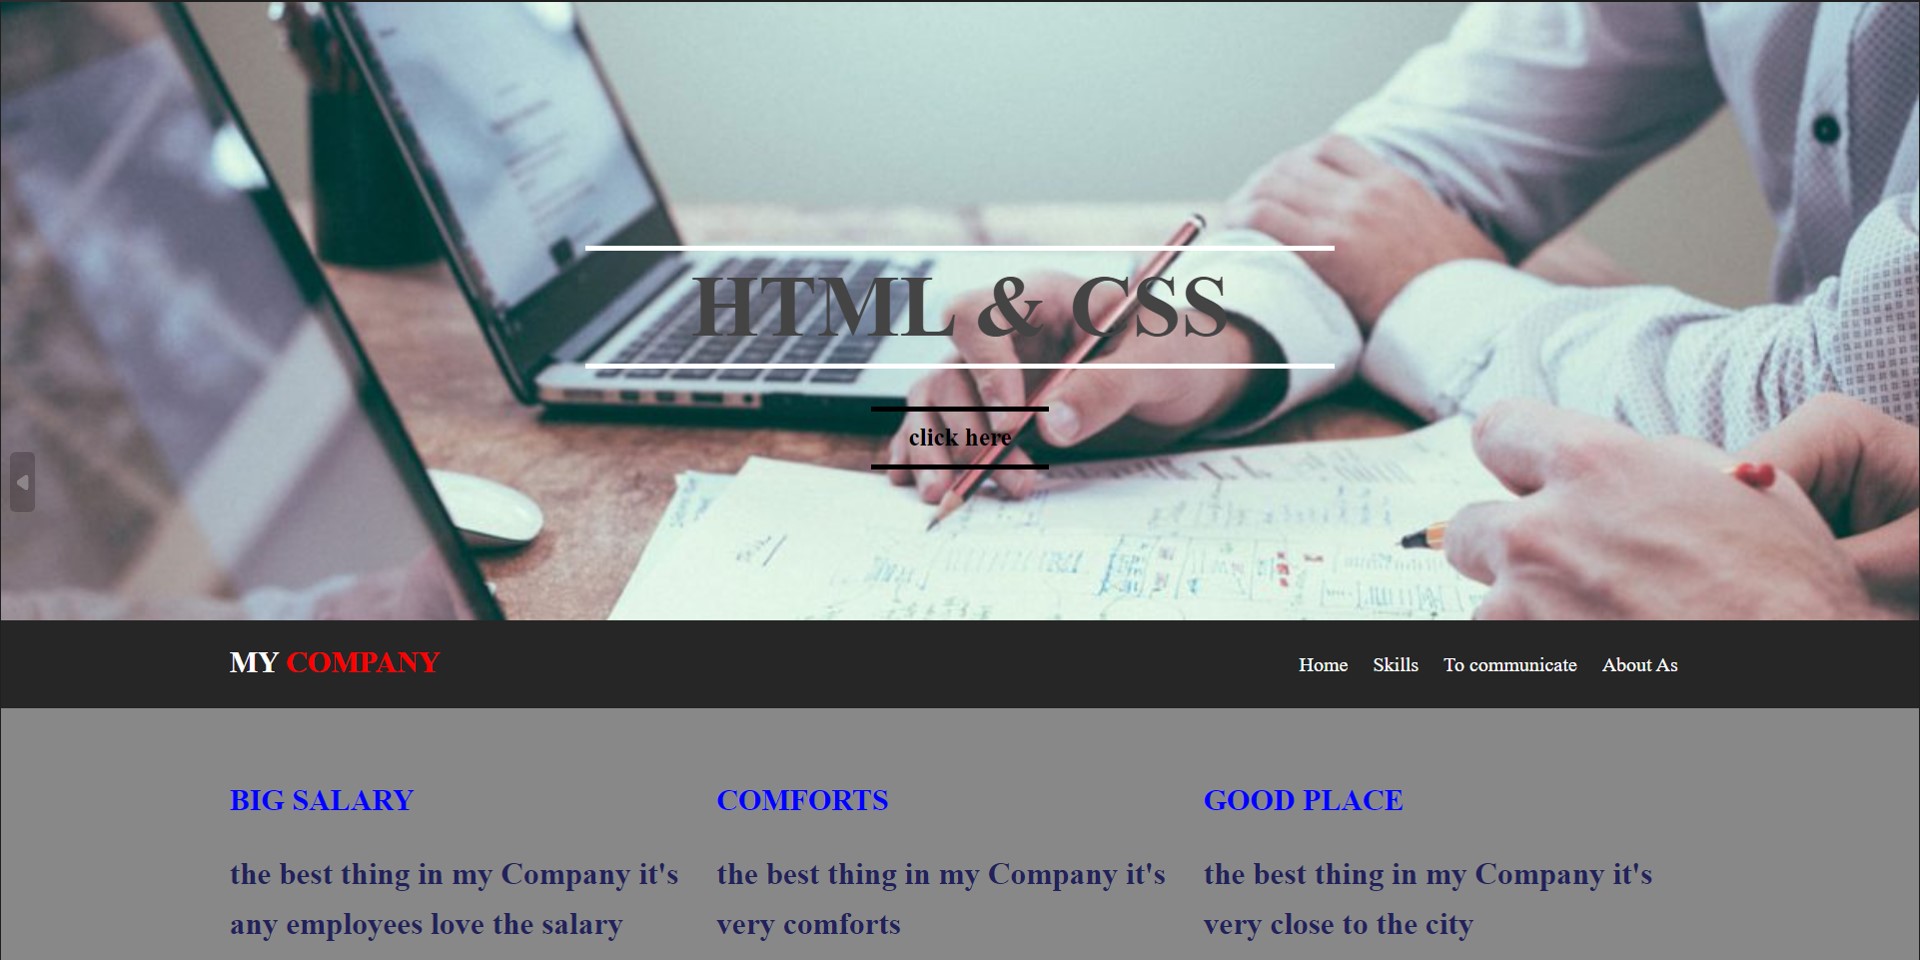 HTML & CSS
click here
MY COMPANY
Home Skills To communicate About As
BIG SALARY
the best thing in my Company it's
any employees love the salary
COMFORTS
the best thing in my Company it's
very comforts
GOOD PLACE
the best thing in my Company it's
very close to the city